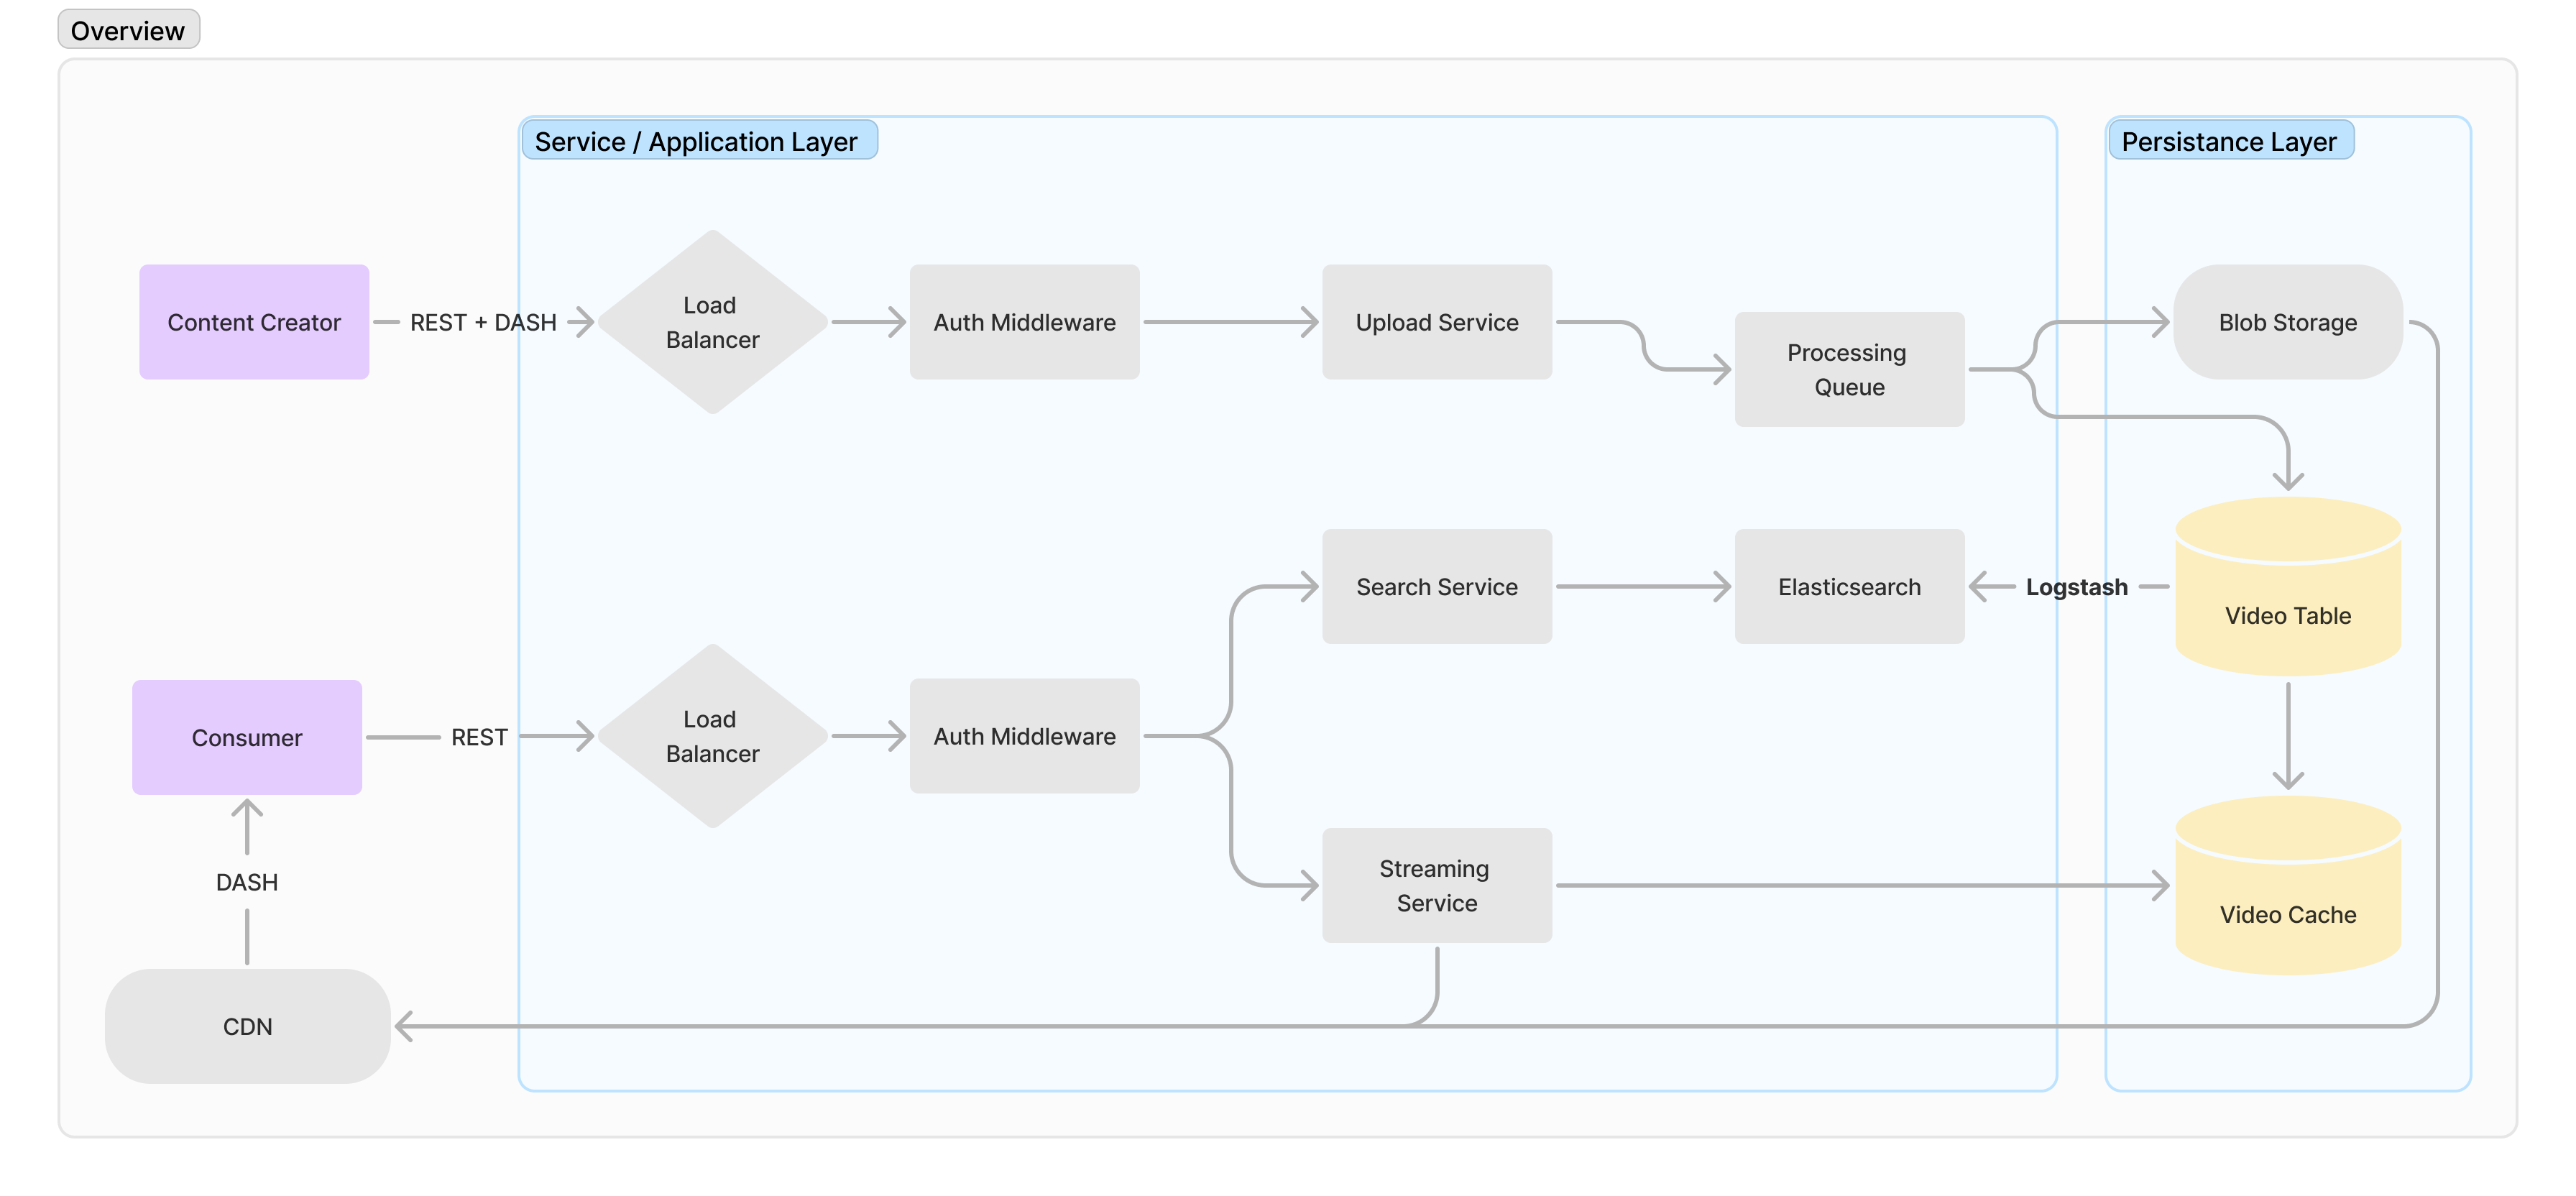 Overview
Service / Application Layer
Persistance Layer
Content Creator
REST + DASH
Load
Balancer
Auth Middleware
Upload Service
Processing
Queue
Blob Storage
Search Service
Elasticsearch
Logstash
Video Table
Consumer
REST
Load
Balancer
Auth Middleware
Streaming
Service
Video Cache
DASH
CDN